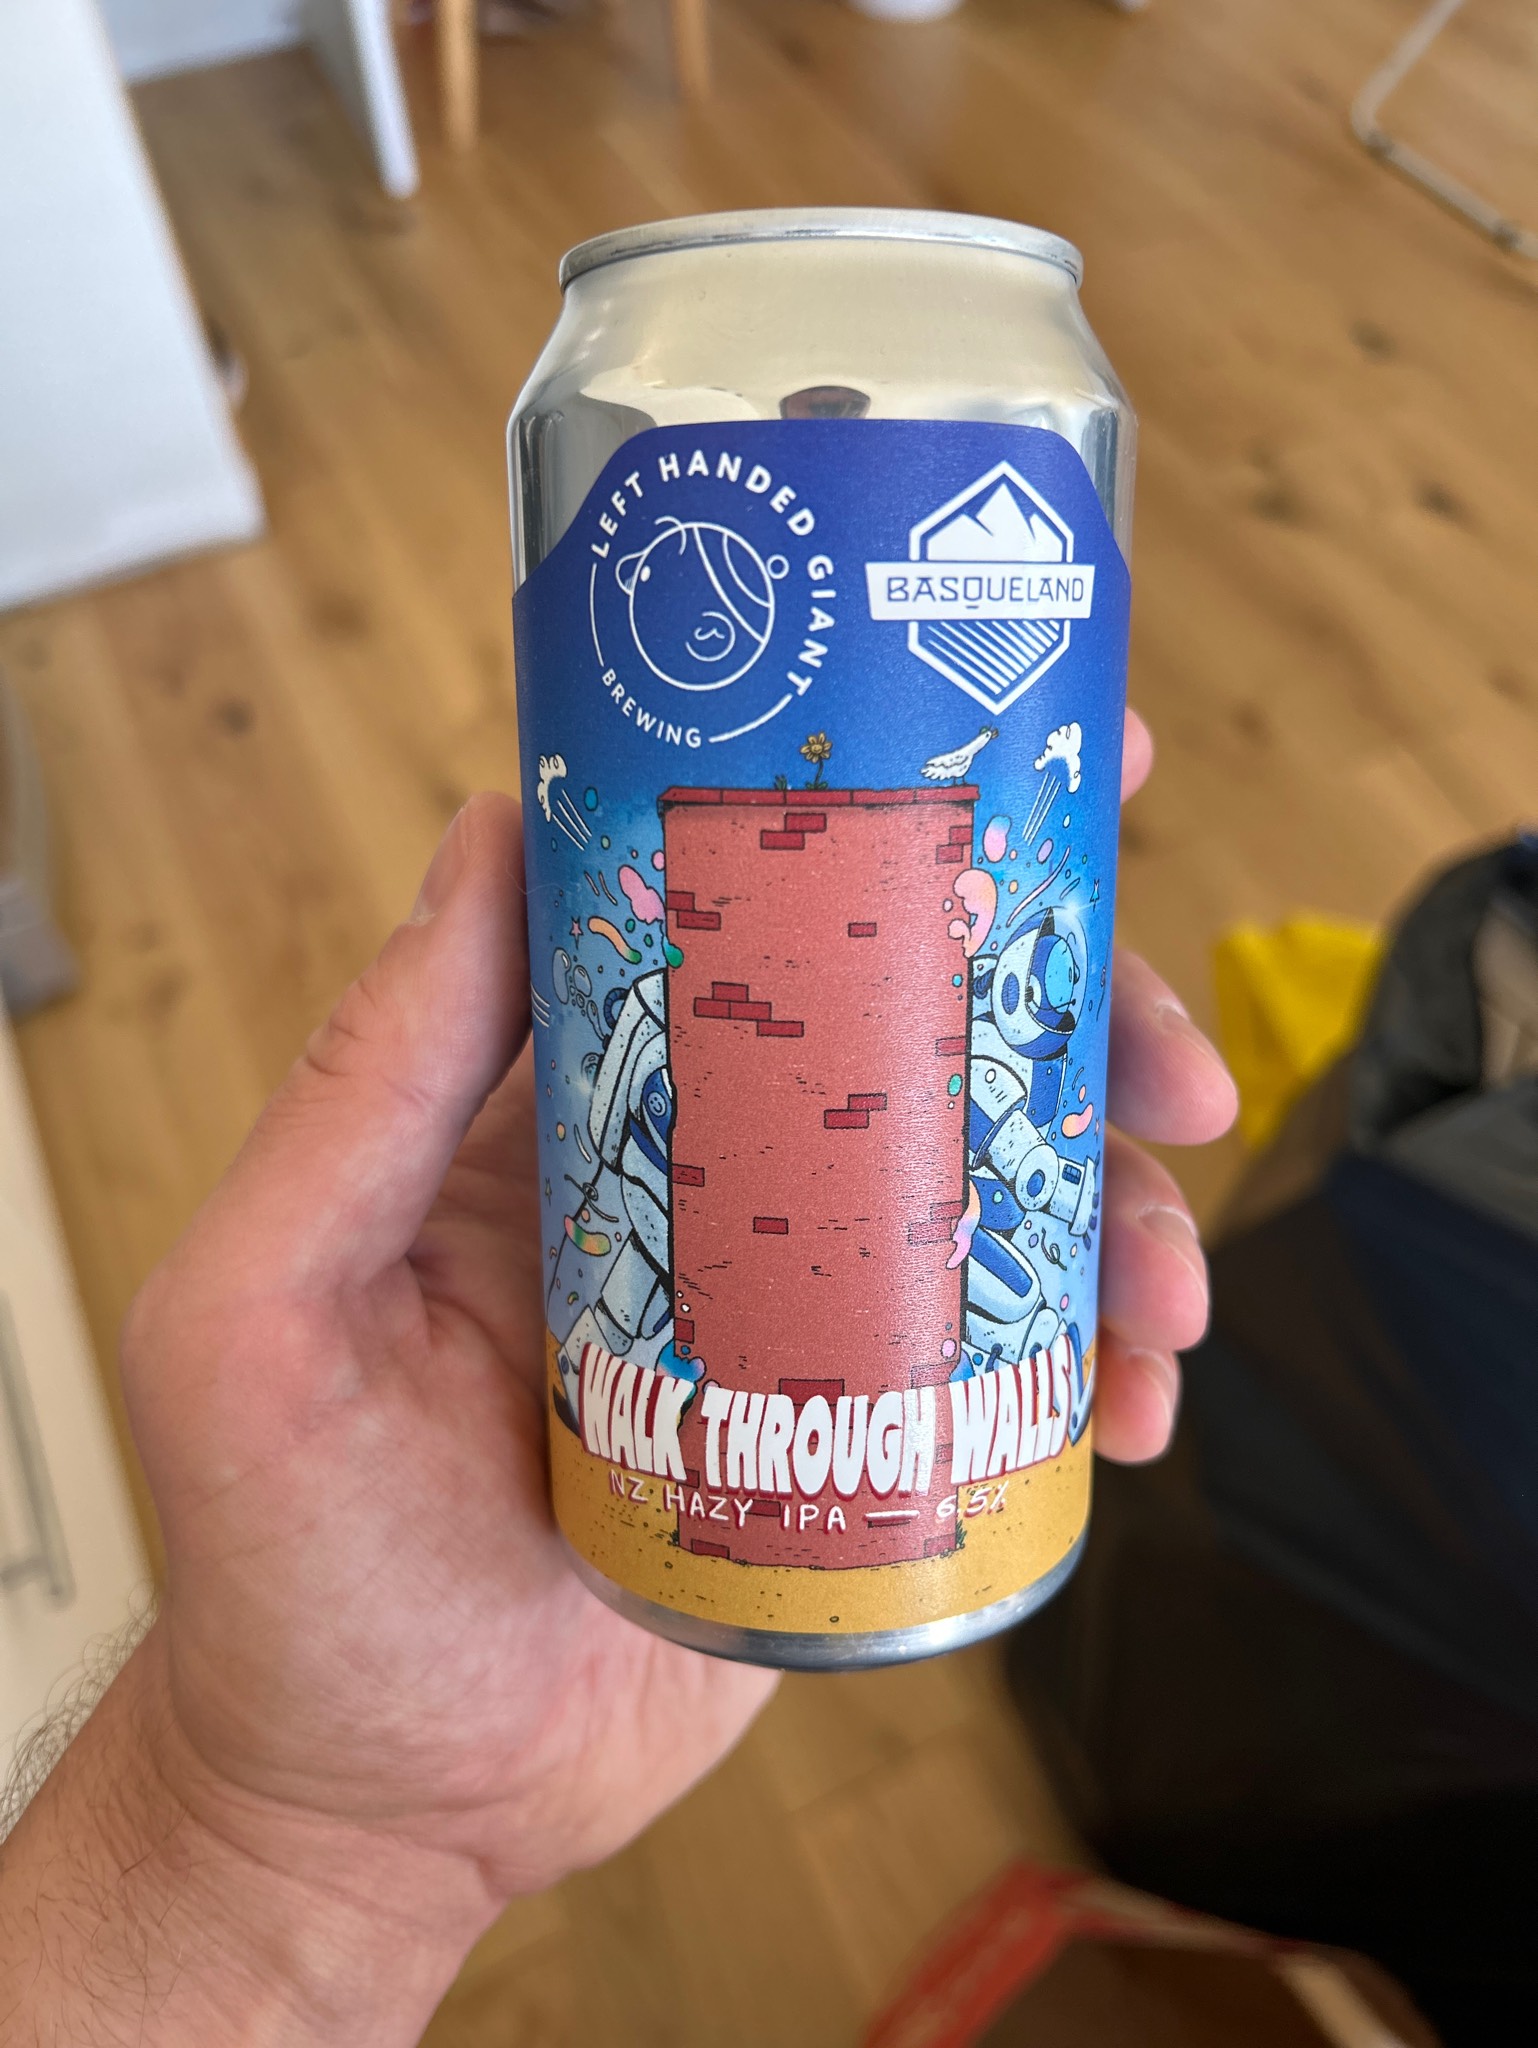 LEFT HANDED GIANT
BREWING
BASQUELAND
WALK THROUGH WALLS
NZ HAZY IPA — 6.5%